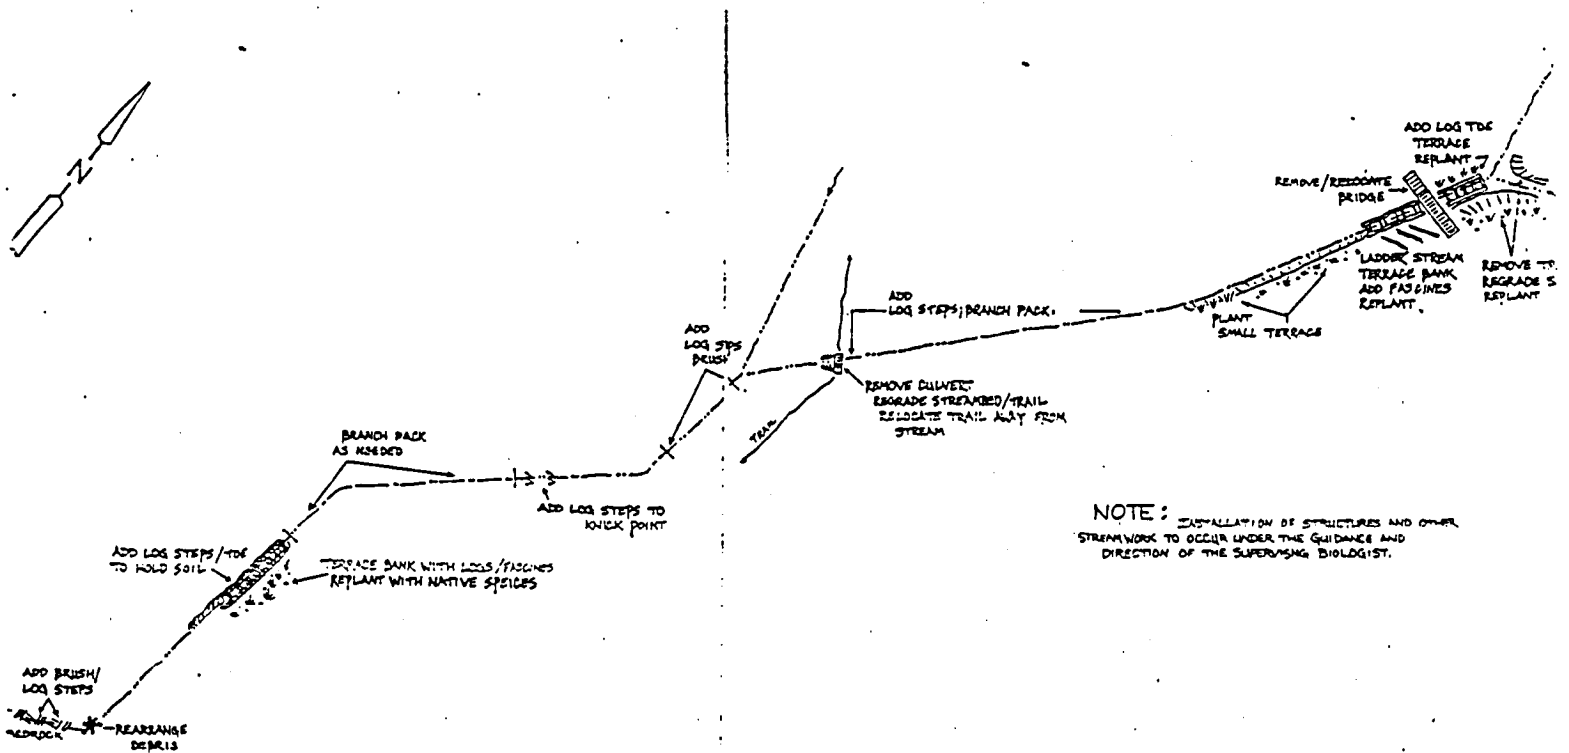 N
ADD LOG TOE
TERRACE
REPLANT
REMOVE/RELOCATE
BRIDGE
LADDER STREAM
TERRACE BANK
ADD FASCINES
REPLANT.
REMOVE
REGRADE S
REPLANT
PLANT
SMALL TERRACE
ADD
LOG STEPS; BRANCH PACK.
ADD
LOG STPS
BRUSH
REMOVE CULVERT
REGRADE STREAMBED/TRAIL
RELOCATE TRAIL AWAY FROM
STREAM
TRAIL
BRANCH PACK
AS NEEDED
ADD LOG STEPS TO
KNICK POINT
NOTE: INSTALLATION OF STRUCTURES AND OTHER
STREAMWORK TO OCCUR UNDER THE GUIDANCE AND
DIRECTION OF THE SUPERVISNG BIOLOGIST.
ADD LOG STEPS/TOE
TO HOLD SOIL
TERRACE BANK WITH LOGS/FASCINES
REPLANT WITH NATIVE SPEICES
ADD BRUSH/
LOG STEPS
BEDROCK
REARRANGE
DEBRIS